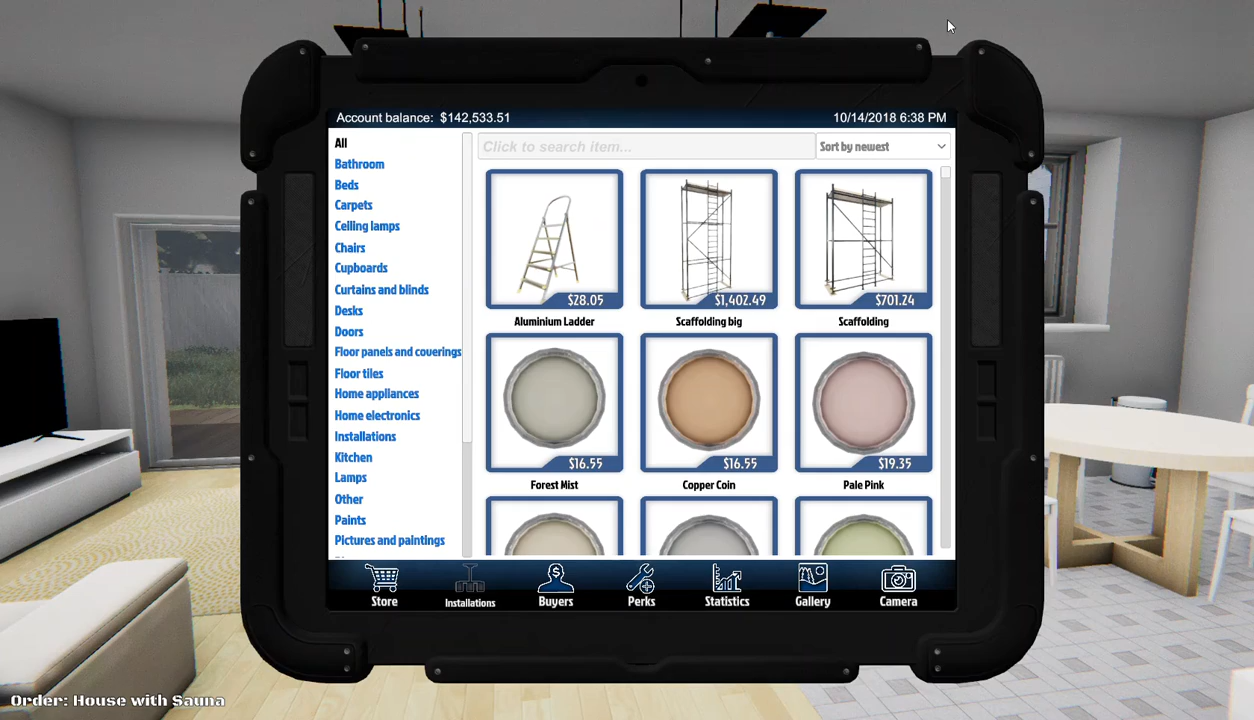 Account balance: $142,533.51
10/14/2018 6:38 PM
All
Bathroom
Beds
Carpets
Ceiling lamps
Chairs
Cupboards
Curtains and blinds
Desks
Doors
Floor panels and coverings
Floor tiles
Home appliances
Home electronics
Installations
Kitchen
Lamps
Other
Paints
Pictures and paintings
Click to search item...
Sort by newest
$28.05
$1,402.49
$701.24
Aluminium Ladder
Scaffolding big
Scaffolding
$16.55
$16.55
$19.35
Forest Mist
Copper Coin
Pale Pink
Store
Installations
Buyers
Perks
Statistics
Gallery
Camera
Order: House with Sauna